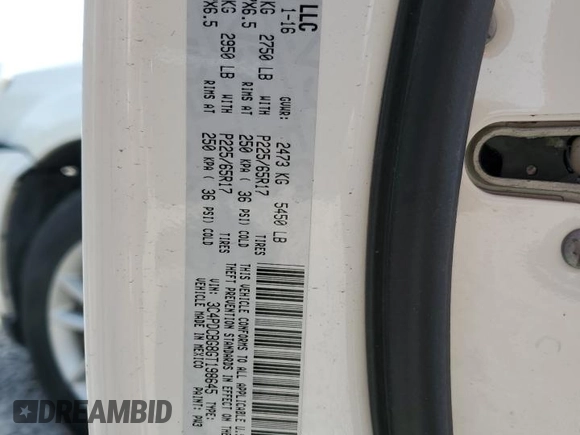 LLC
1-16 GVWR: 2473 KG 5450 LB
KG 2750 LB WITH P225/65R17 TIRES
X6.5 RIMS AT 250 KPA ( 36 PSI) COLD
KG 2950 LB WITH P225/65R17 TIRES
X6.5 RIMS AT 250 KPA ( 36 PSI) COLD
THIS VEHICLE CONFORMS TO ALL APPLICABLE
THEFT PREVENTION STANDARDS IN EFFECT ON THE
VIN: 3C4PDCBG8GT198645 TYPE:
VEHICLE MADE IN MEXICO PAINT: PW3
DREAMBID